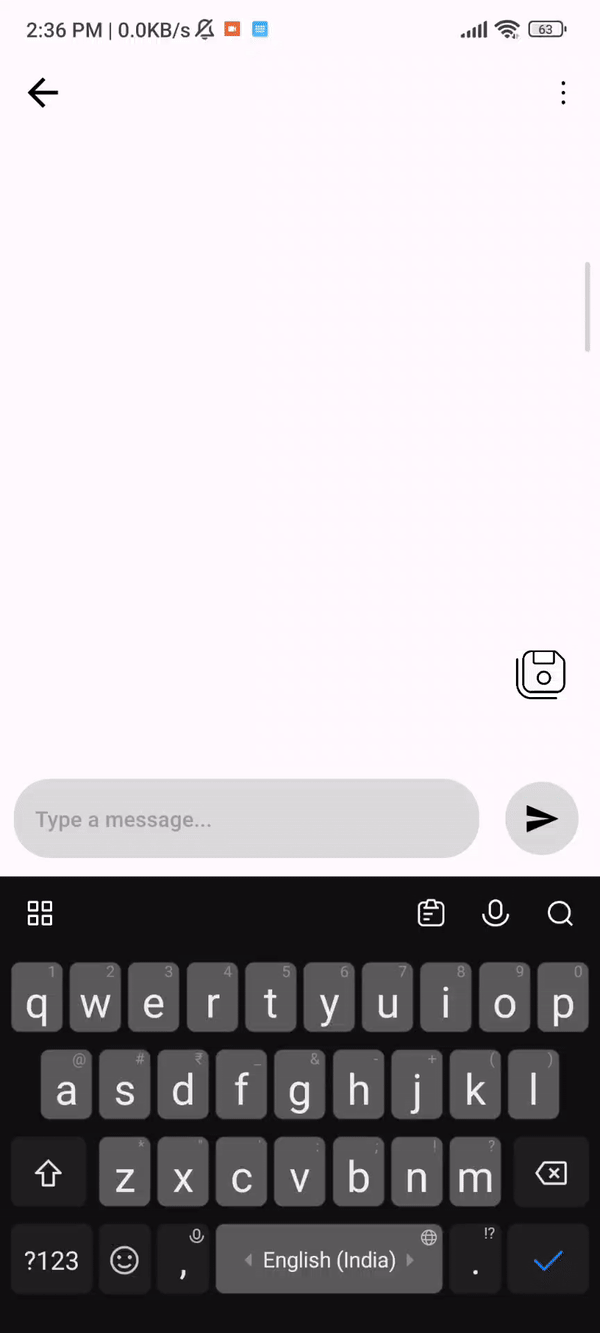 2:36 PM | 0.0KB/s 63
Type a message...
1 2 3 4 5 6 7 8 9 0
q w e r t y u i o p
@ # ₹ _ & - + ( )
a s d f g h j k l
* " ' : ; ! ?
z x c v b n m
?123 , English (India) . !?